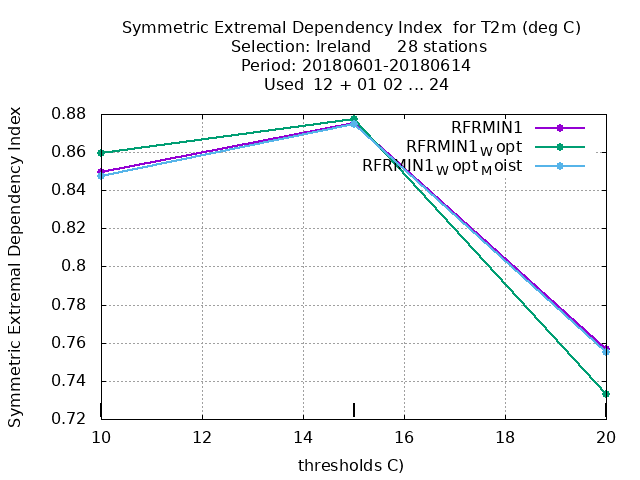 Symmetric Extremal Dependency Index  for T2m (deg C)
Selection: Ireland     28 stations
Period: 20180601-20180614
Used  12 + 01 02 ... 24
Symmetric Extremal Dependency Index
0.88
0.86
0.84
0.82
0.8
0.78
0.76
0.74
0.72
RFRMIN1
RFRMIN1Wopt
RFRMIN1WoptMoist
10 12 14 16 18 20
thresholds C)